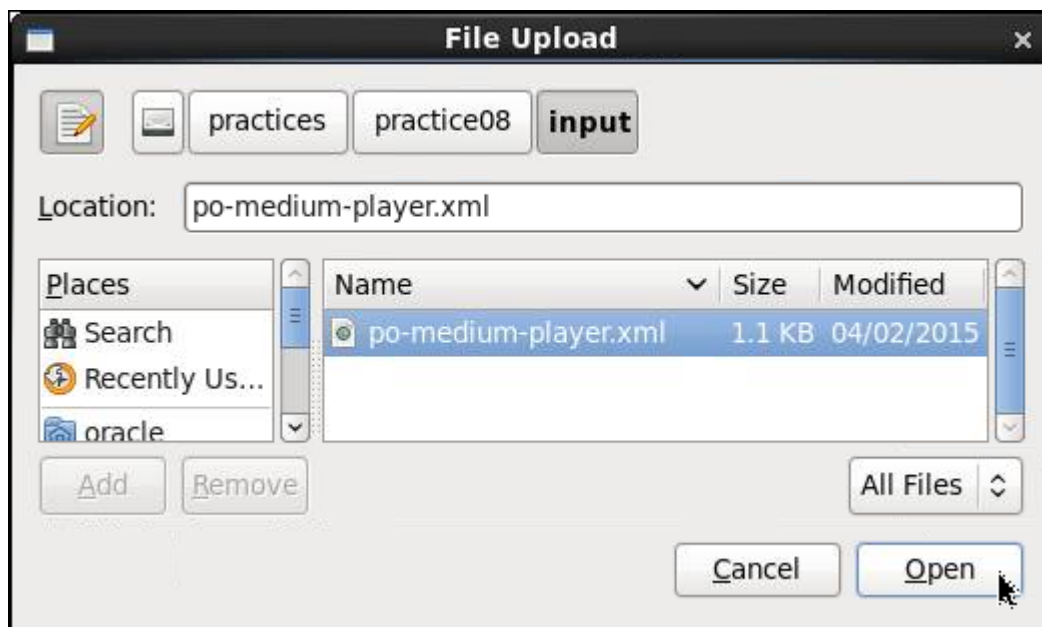 File Upload
practices practice08 input
Location: po-medium-player.xml
Places Name Size Modified
Search po-medium-player.xml 1.1 KB 04/02/2015
Recently Us...
oracle
Add Remove All Files
Cancel Open